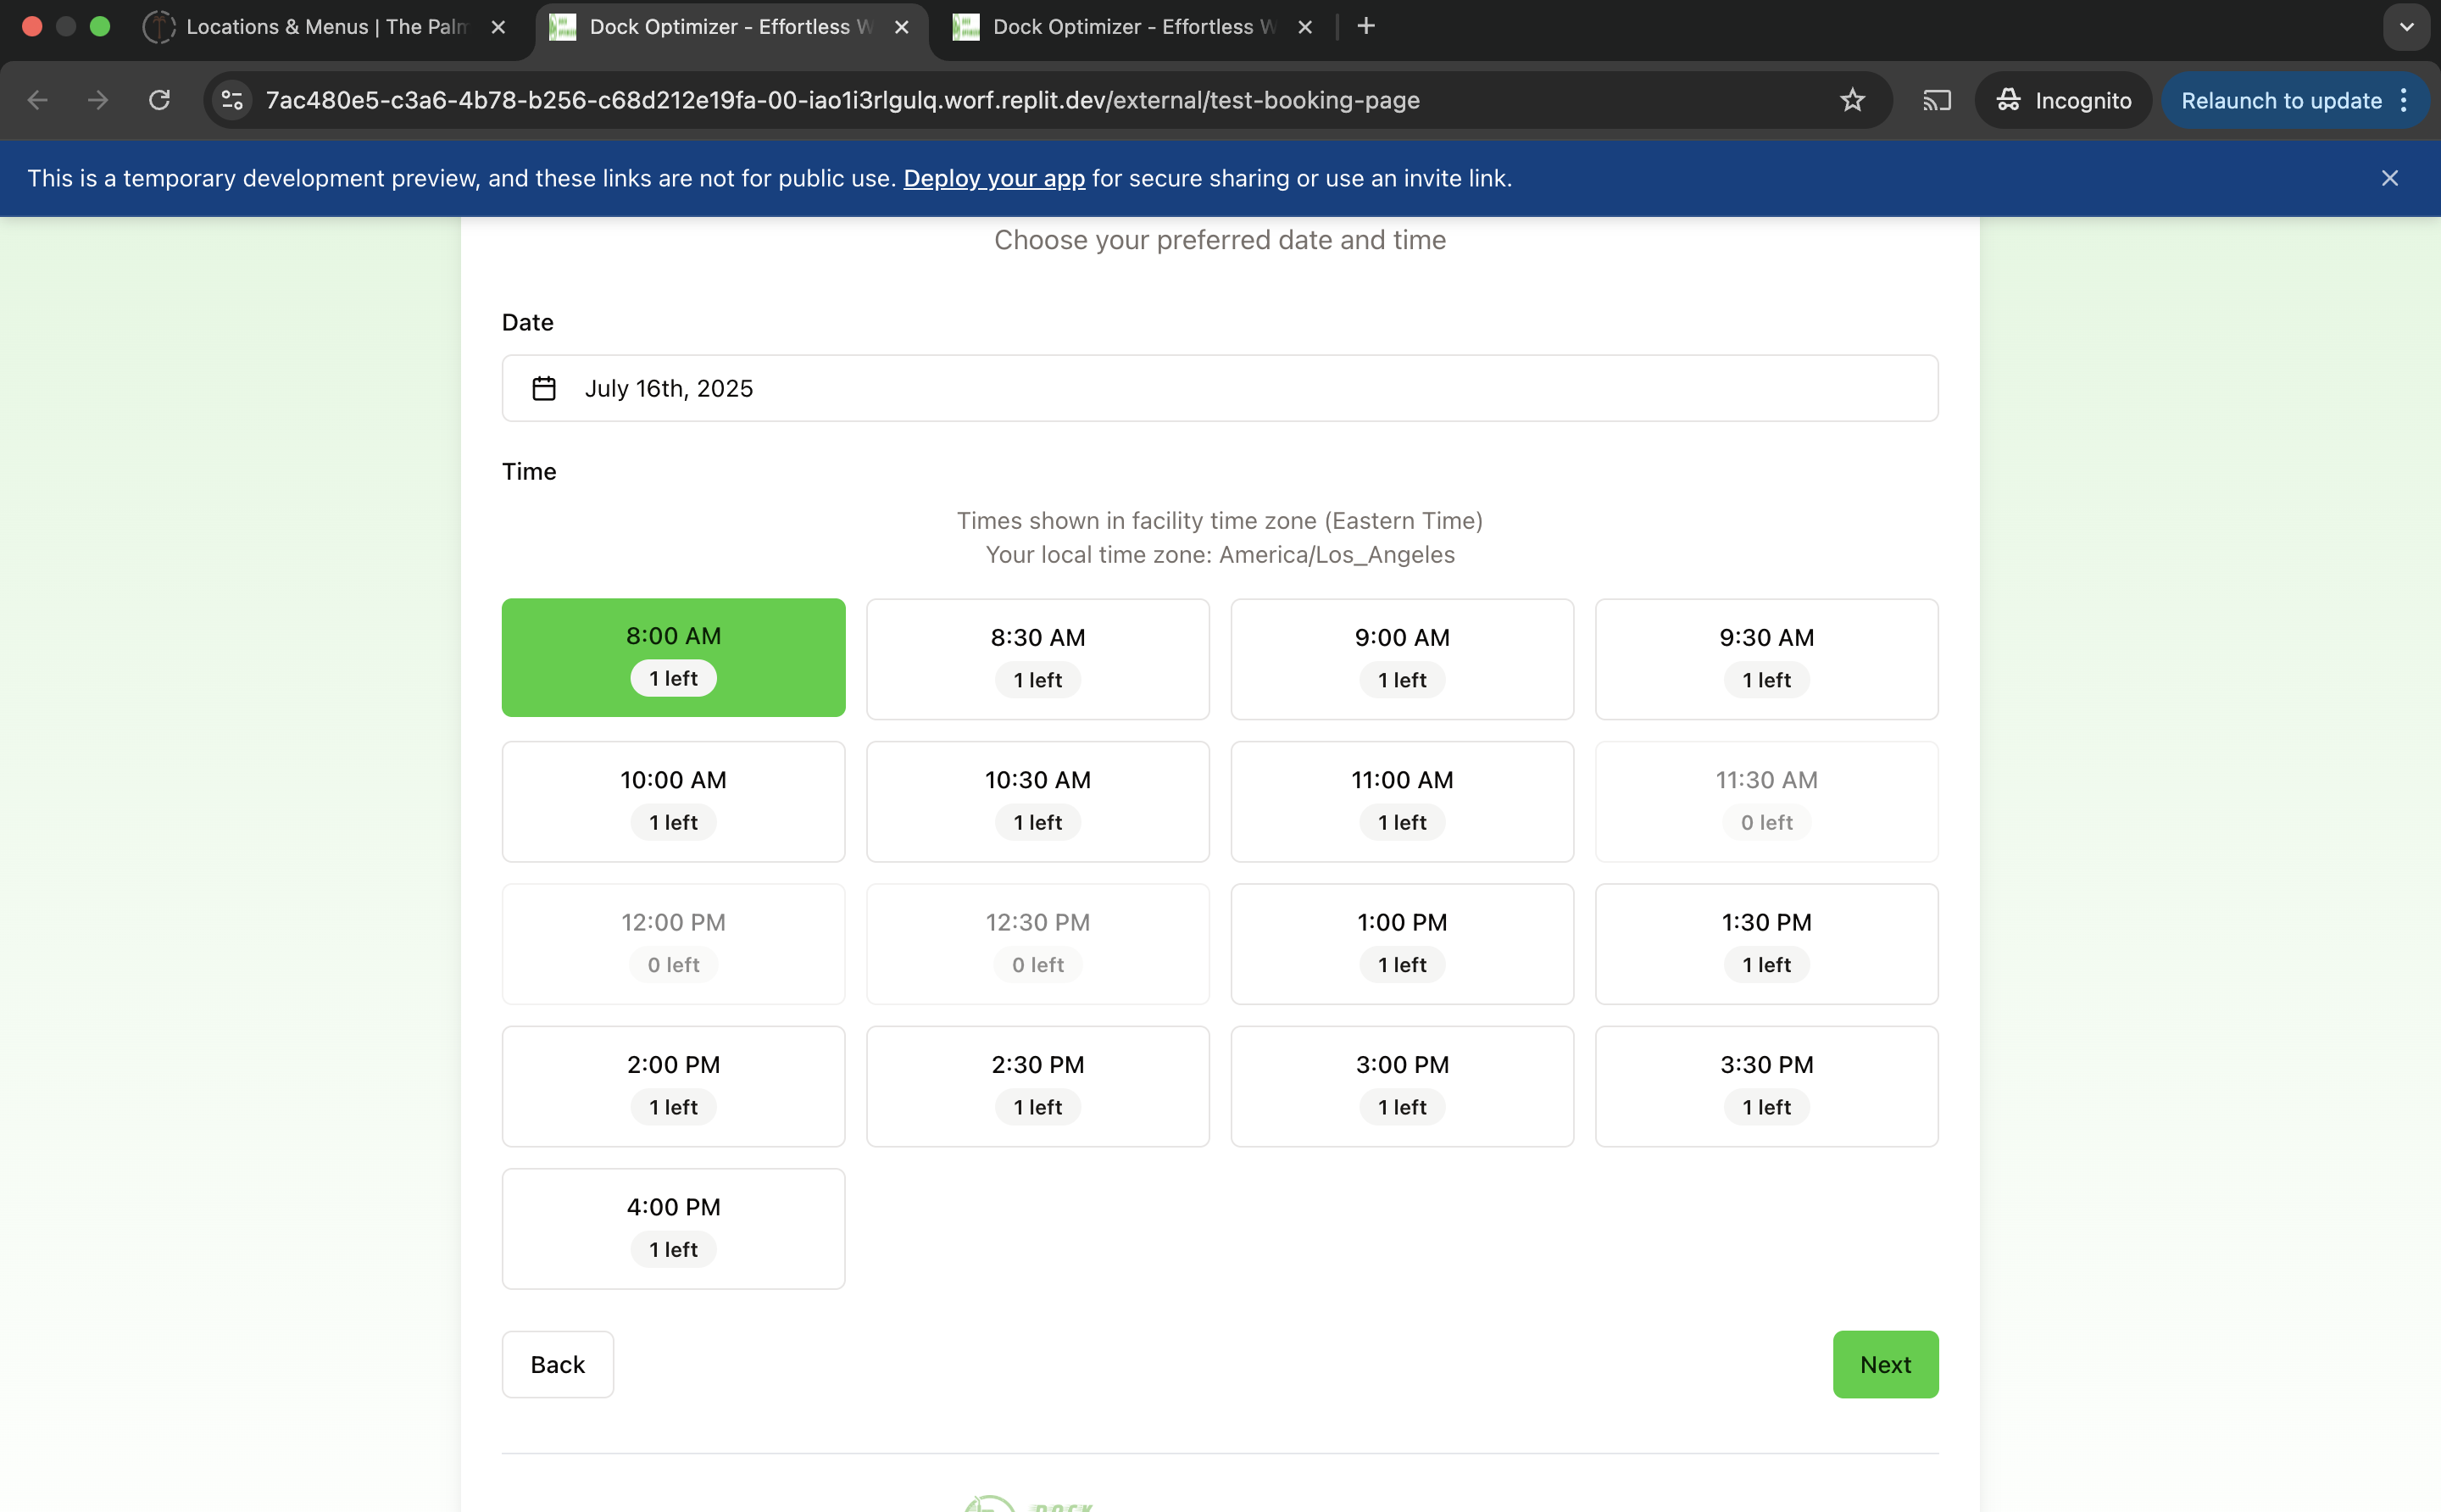 Locations & Menus | The Palm
Dock Optimizer - Effortless W
Dock Optimizer - Effortless W
7ac480e5-c3a6-4b78-b256-c68d212e19fa-00-iao1i3rlgulq.worf.replit.dev/external/test-booking-page
Incognito
Relaunch to update
This is a temporary development preview, and these links are not for public use. Deploy your app for secure sharing or use an invite link.
Choose your preferred date and time
Date
July 16th, 2025
Time
Times shown in facility time zone (Eastern Time)
Your local time zone: America/Los_Angeles
8:00 AM
1 left
8:30 AM
1 left
9:00 AM
1 left
9:30 AM
1 left
10:00 AM
1 left
10:30 AM
1 left
11:00 AM
1 left
11:30 AM
0 left
12:00 PM
0 left
12:30 PM
0 left
1:00 PM
1 left
1:30 PM
1 left
2:00 PM
1 left
2:30 PM
1 left
3:00 PM
1 left
3:30 PM
1 left
4:00 PM
1 left
Back
Next
DOCK